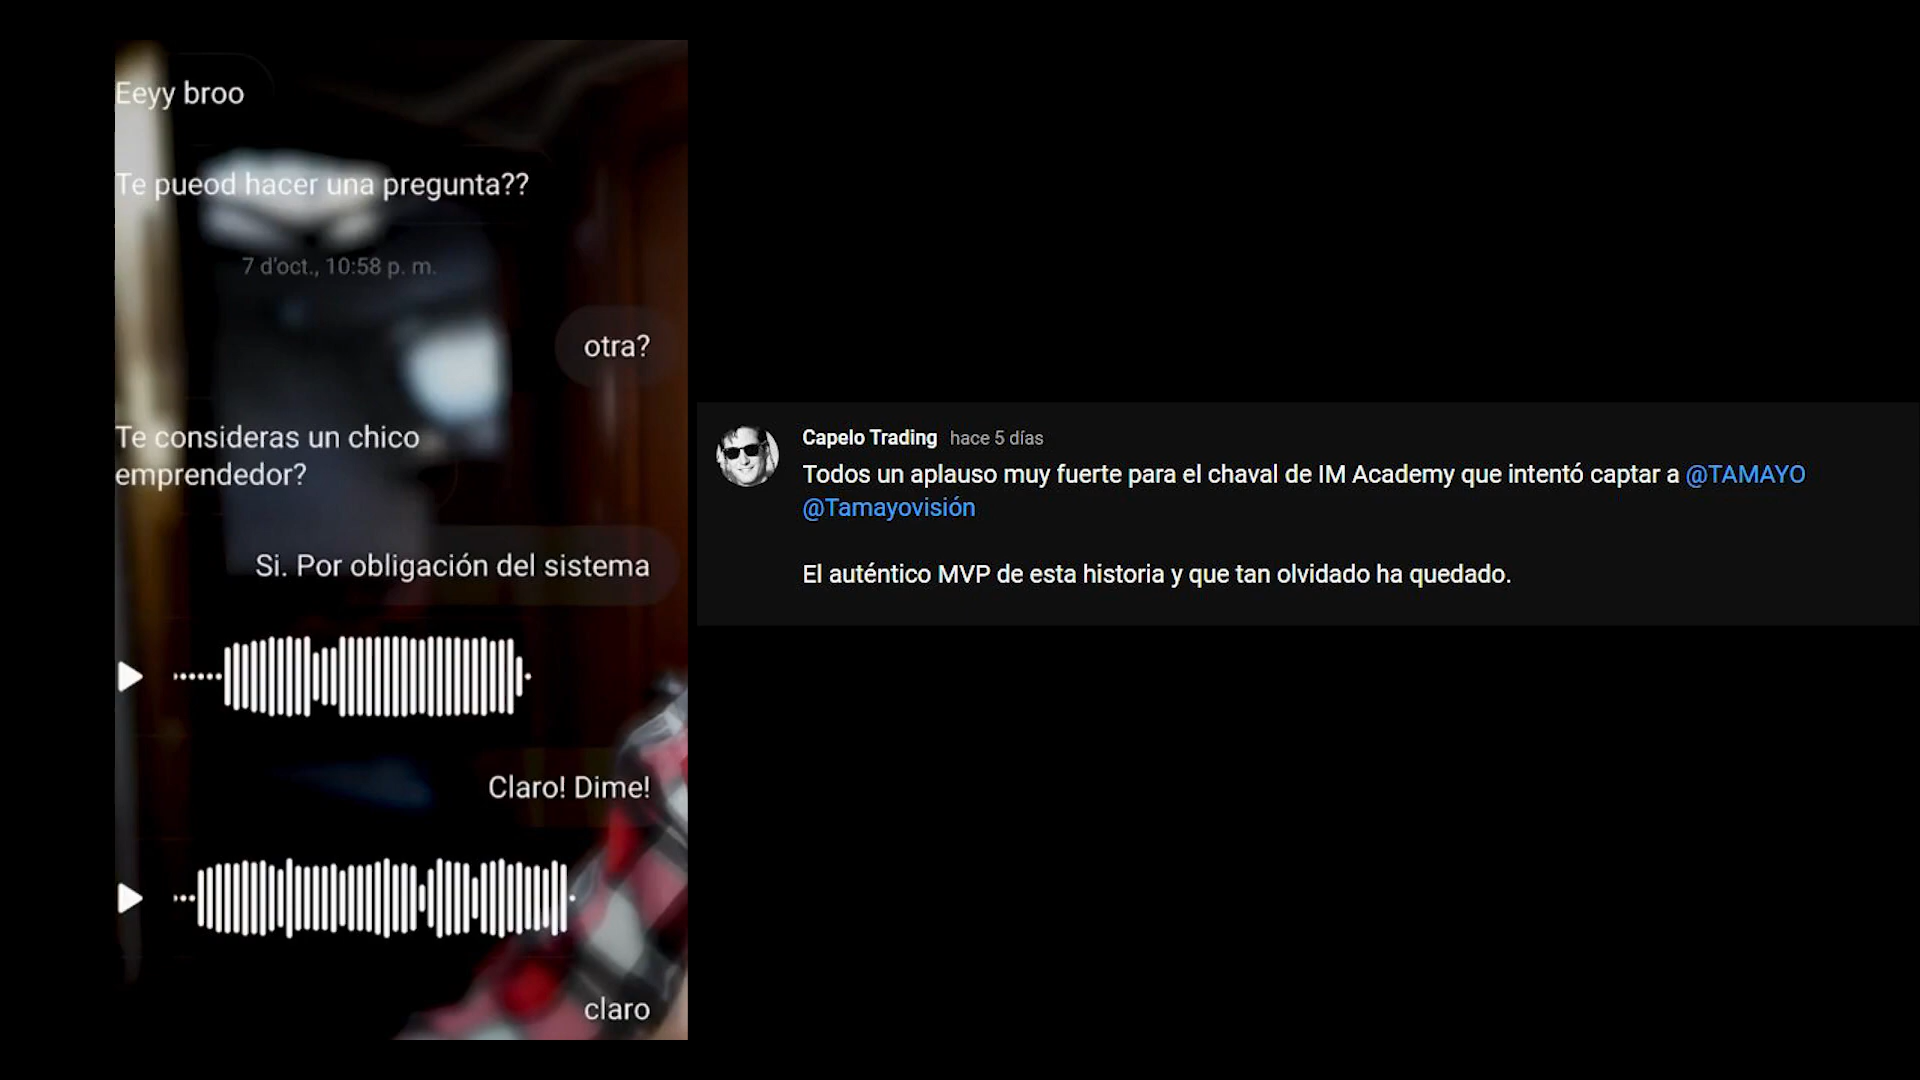 Eeyy broo
Te pueod hacer una pregunta??
7 d'oct., 10:58 p. m.
otra?
Te consideras un chico
emprendedor?
Si. Por obligación del sistema
Claro! Dime!
claro
Capelo Trading hace 5 días
Todos un aplauso muy fuerte para el chaval de IM Academy que intentó captar a @TAMAYO
@Tamayovisión
El auténtico MVP de esta historia y que tan olvidado ha quedado.